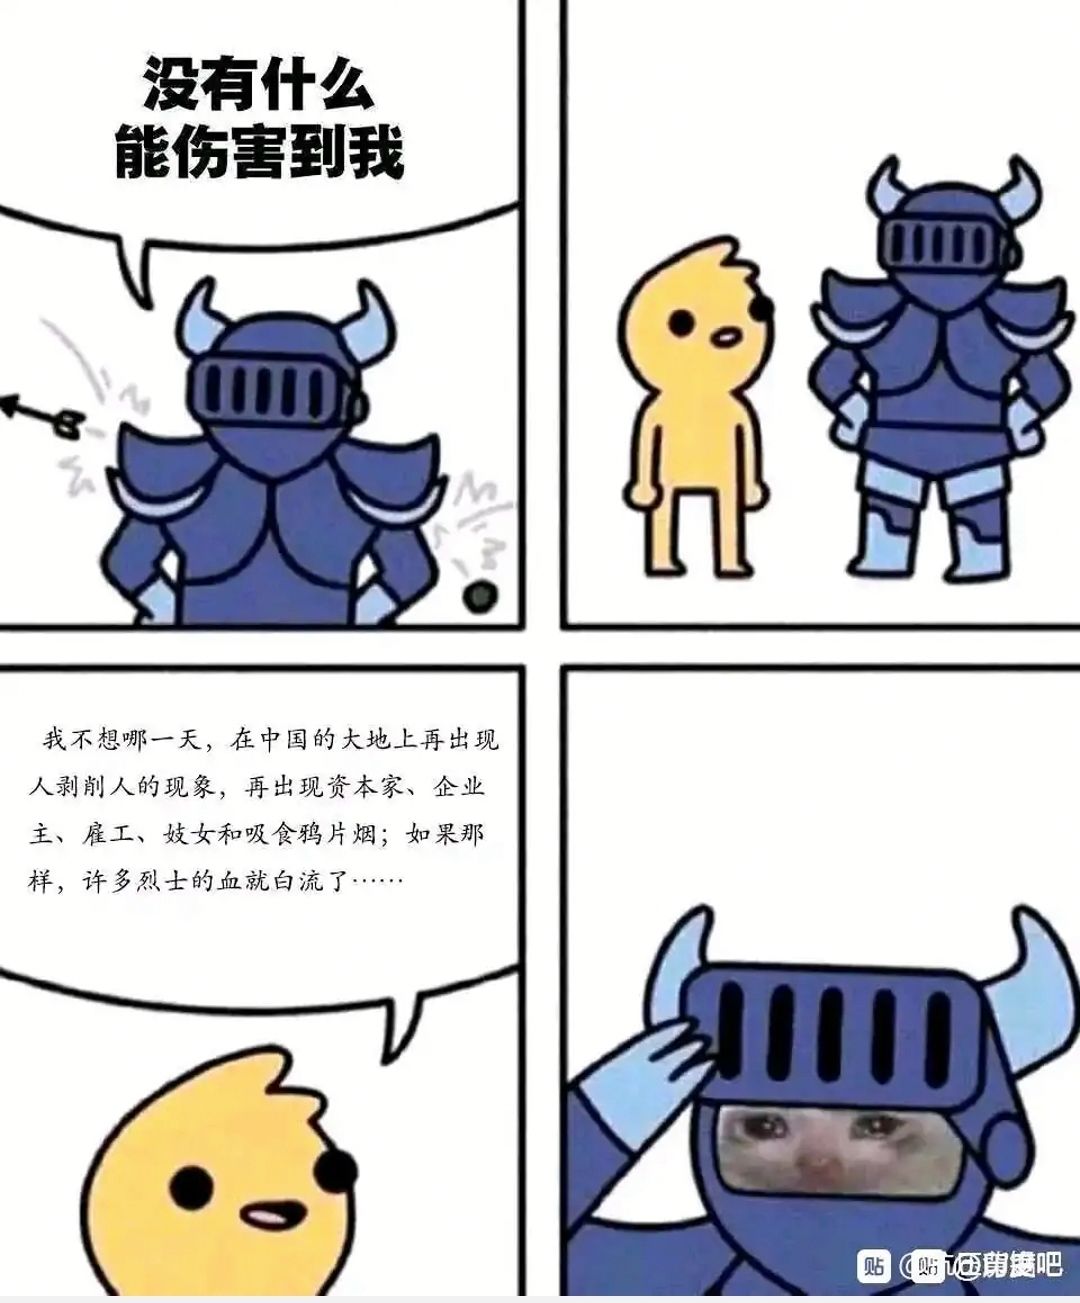 没有什么
能伤害到我
我不想哪一天，在中国的大地上再出现
人剥削人的现象，再出现资本家、企业
主、雇工、妓女和吸食鸦片烟；如果那
样，许多烈士的血就白流了……
贴
贴
吧